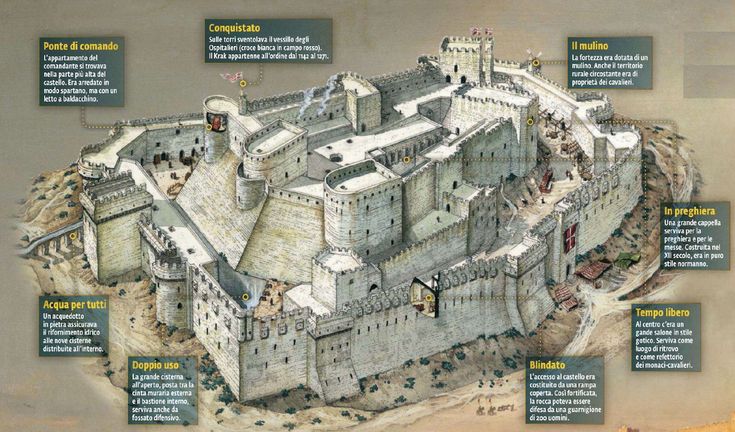 Ponte di comando
L'appartamento del
comandante si trovava
nella parte più alta del
castello. Era arredato in
modo spartano, ma con un
letto a baldacchino.
Conquistato
Sulle torri sventolava il vessillo degli
Ospitalieri (croce bianca in campo rosso).
Il Krak appartenne all'ordine dal 1142 al 1271.
Il mulino
La fortezza era dotata di un
mulino. Anche il territorio
rurale circostante era di
proprietà dei cavalieri.
In preghiera
Una grande cappella
serviva per la
preghiera e per le
messe. Costruita nel
XII secolo, era in puro
stile normanno.
Acqua per tutti
Un acquedotto
in pietra assicurava
il rifornimento idrico
alle nove cisterne
distribuite all'interno.
Doppio uso
La grande cisterna,
all'aperto, posta tra la
cinta muraria esterna
e il bastione interno,
serviva anche da
fossato difensivo.
Blindato
L'accesso al castello era
costituito da una rampa
coperta. Così fortificata,
la rocca poteva essere
difesa da una guarnigione
di 200 uomini.
Tempo libero
Al centro c'era un
gande salone in stile
gotico. Serviva come
luogo di ritrovo
e come refettorio
dei monaci-cavalieri.